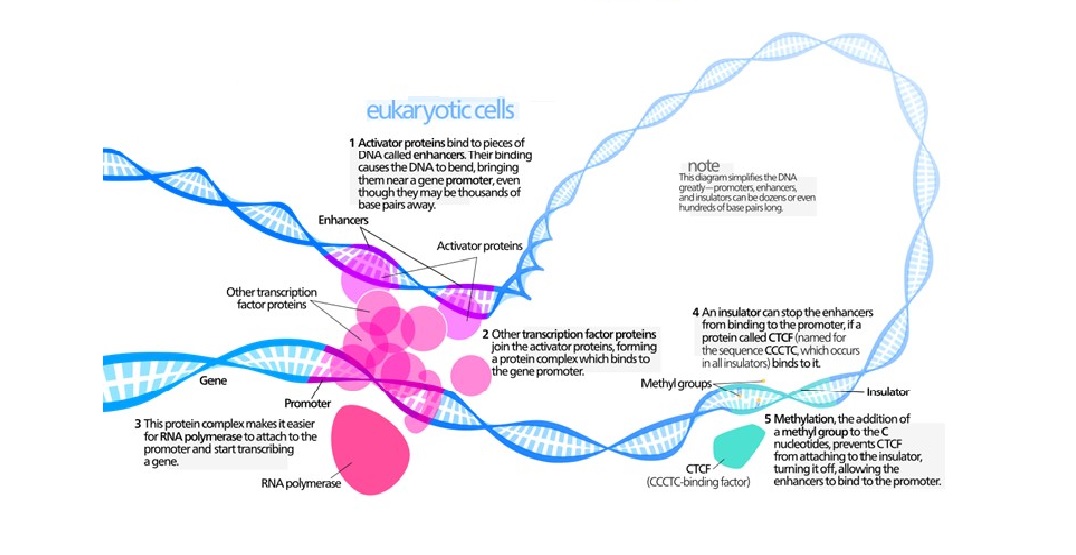 eukaryotic cells
1 Activator proteins bind to pieces of
DNA called enhancers. Their binding
causes the DNA to bend, bringing
them near a gene promoter, even
though they may be thousands of
base pairs away.
Enhancers
Activator proteins
note
This diagram simplifies the DNA
greatly—promoters, enhancers,
and insulators can be dozens or even
hundreds of base pairs long.
Other transcription
factor proteins
2 Other transcription factor proteins
join the activator proteins, forming
a protein complex which binds to
the gene promoter.
4 An insulator can stop the enhancers
from binding to the promoter, if a
protein called CTCF (named for
the sequence CCCTC, which occurs
in all insulators) binds to it.
Gene
Promoter
Methyl groups
Insulator
3 This protein complex makes it easier
for RNA polymerase to attach to the
promoter and start transcribing
a gene.
RNA polymerase
5 Methylation, the addition of
a methyl group to the C
nucleotides, prevents CTCF
from attaching to the insulator,
turning it off, allowing the
enhancers to bind to the promoter.
CTCF
(CCCTC-binding factor)